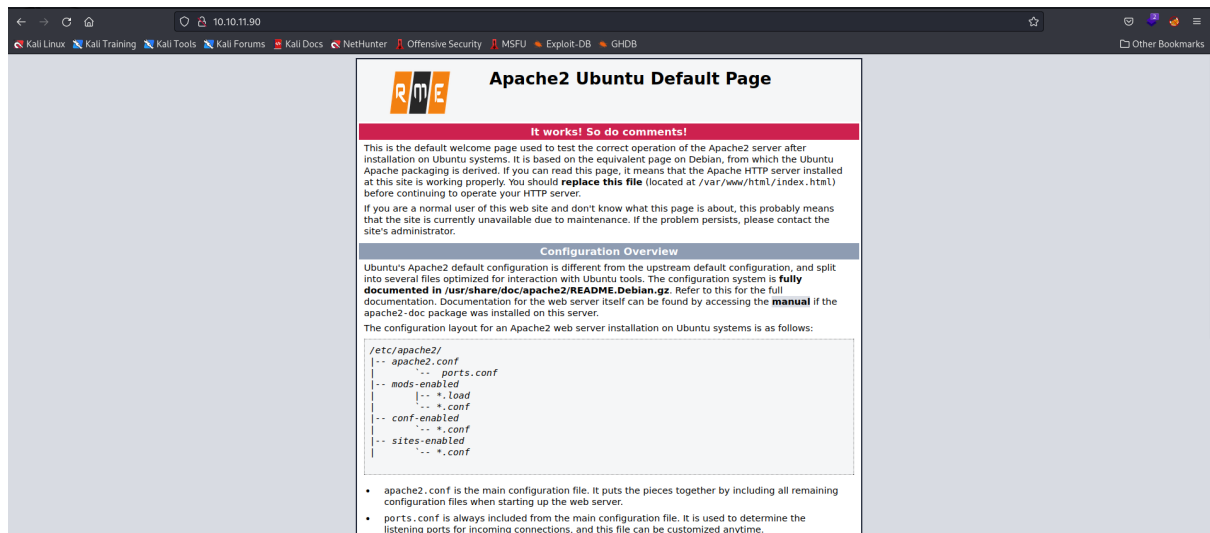 10.10.11.90
Kali Linux Kali Training Kali Tools Kali Forums Kali Docs NetHunter Offensive Security MSFU Exploit-DB GHDB Other Bookmarks
RME
Apache2 Ubuntu Default Page
It works! So do comments!
This is the default welcome page used to test the correct operation of the Apache2 server after
installation on Ubuntu systems. It is based on the equivalent page on Debian, from which the Ubuntu
Apache packaging is derived. If you can read this page, it means that the Apache HTTP server installed
at this site is working properly. You should replace this file (located at /var/www/html/index.html)
before continuing to operate your HTTP server.
If you are a normal user of this web site and don't know what this page is about, this probably means
that the site is currently unavailable due to maintenance. If the problem persists, please contact the
site's administrator.
Configuration Overview
Ubuntu's Apache2 default configuration is different from the upstream default configuration, and split
into several files optimized for interaction with Ubuntu tools. The configuration system is fully
documented in /usr/share/doc/apache2/README.Debian.gz. Refer to this for the full
documentation. Documentation for the web server itself can be found by accessing the manual if the
apache2-doc package was installed on this server.
The configuration layout for an Apache2 web server installation on Ubuntu systems is as follows:
/etc/apache2/
|-- apache2.conf
|       `--  ports.conf
|-- mods-enabled
|       |-- *.load
|       `-- *.conf
|-- conf-enabled
|       `-- *.conf
|-- sites-enabled
|       `-- *.conf
• apache2.conf is the main configuration file. It puts the pieces together by including all remaining
configuration files when starting up the web server.
• ports.conf is always included from the main configuration file. It is used to determine the
listening ports for incoming connections, and this file can be customized anytime.